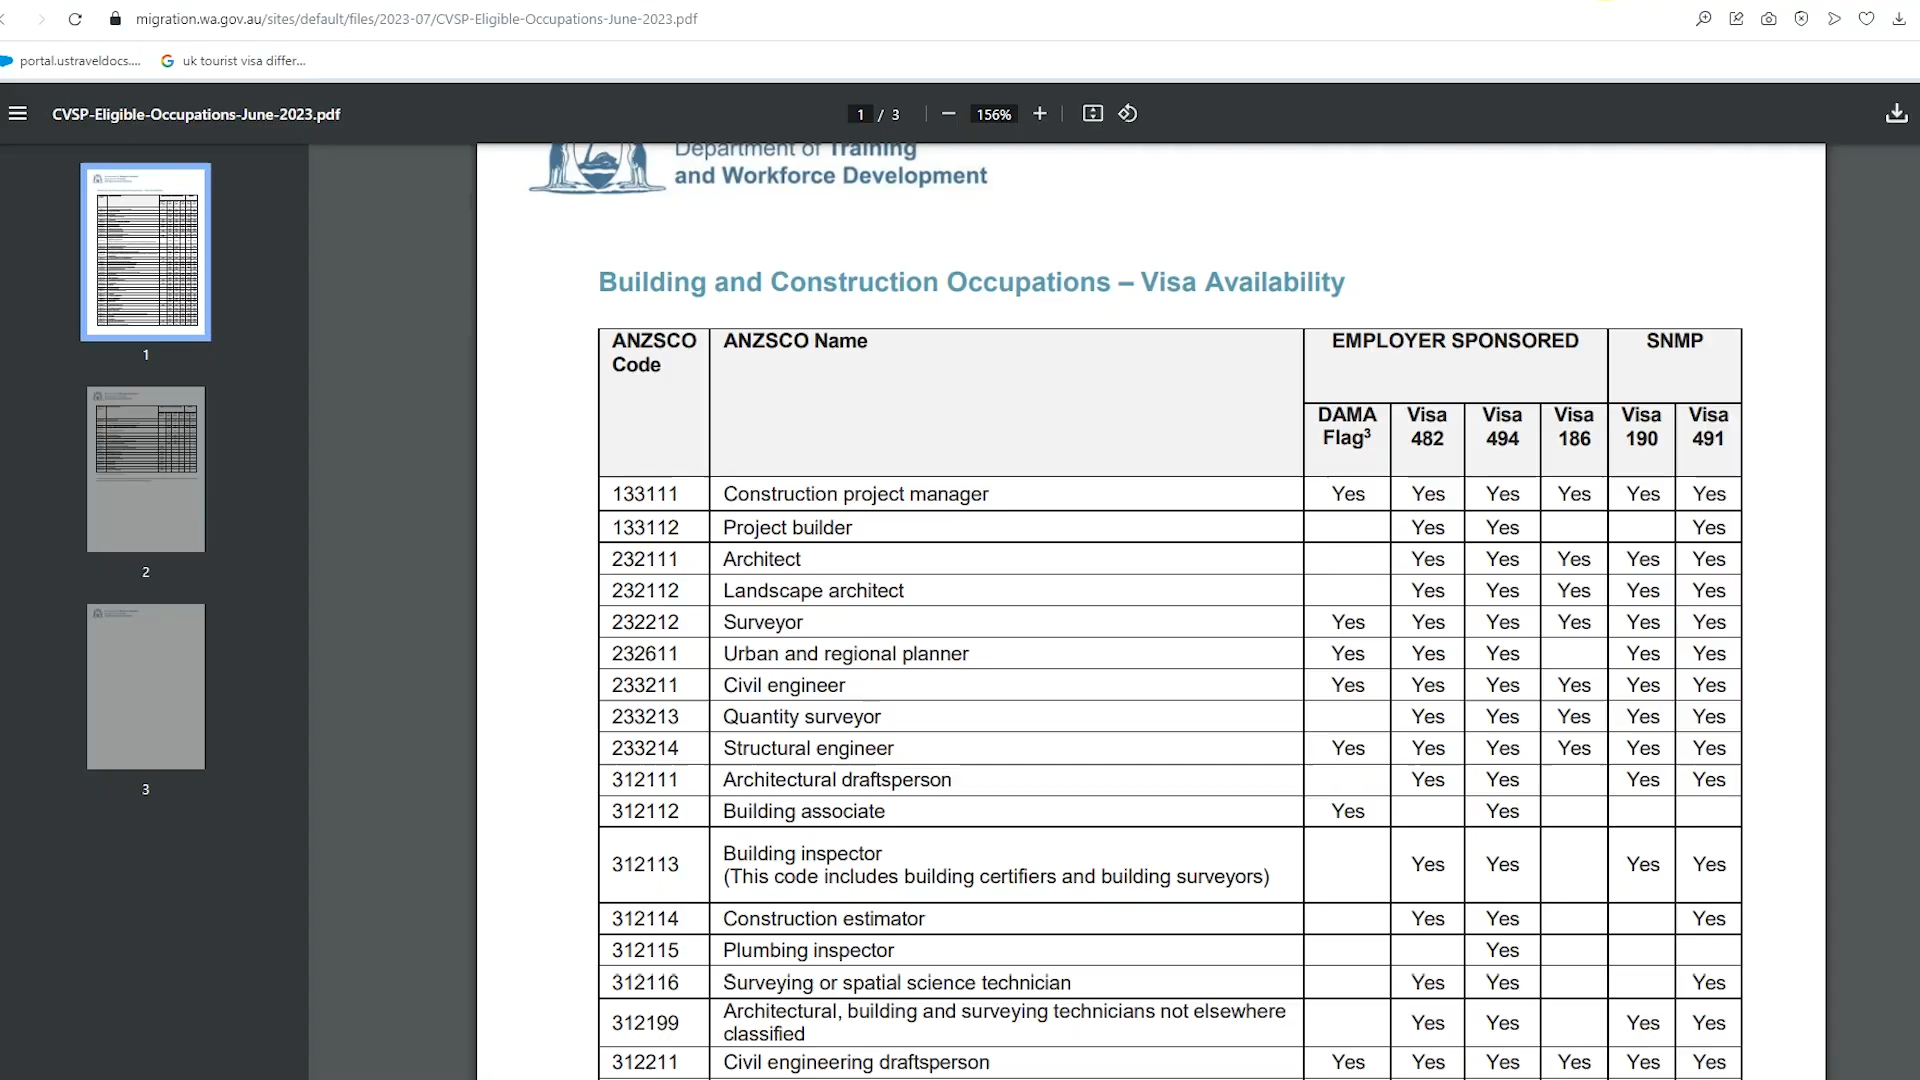 migration.wa.gov.au/sites/default/files/2023-07/CVSP-Eligible-Occupations-June-2023.pdf
portal.ustraveldocs.... uk tourist visa differ...
CVSP-Eligible-Occupations-June-2023.pdf 1 / 3 156%
Department of Training
and Workforce Development
Building and Construction Occupations – Visa Availability
ANZSCO Code ANZSCO Name EMPLOYER SPONSORED SNMP
DAMA Flag³ Visa 482 Visa 494 Visa 186 Visa 190 Visa 491
133111 Construction project manager Yes Yes Yes Yes Yes Yes
133112 Project builder Yes Yes Yes
232111 Architect Yes Yes Yes Yes Yes
232112 Landscape architect Yes Yes Yes Yes Yes
232212 Surveyor Yes Yes Yes Yes Yes Yes
232611 Urban and regional planner Yes Yes Yes Yes Yes
233211 Civil engineer Yes Yes Yes Yes Yes Yes
233213 Quantity surveyor Yes Yes Yes Yes Yes
233214 Structural engineer Yes Yes Yes Yes Yes Yes
312111 Architectural draftsperson Yes Yes Yes Yes
312112 Building associate Yes Yes
312113 Building inspector
(This code includes building certifiers and building surveyors) Yes Yes Yes Yes
312114 Construction estimator Yes Yes Yes
312115 Plumbing inspector Yes
312116 Surveying or spatial science technician Yes Yes Yes
312199 Architectural, building and surveying technicians not elsewhere
classified Yes Yes Yes Yes
312211 Civil engineering draftsperson Yes Yes Yes Yes Yes Yes
1
2
3